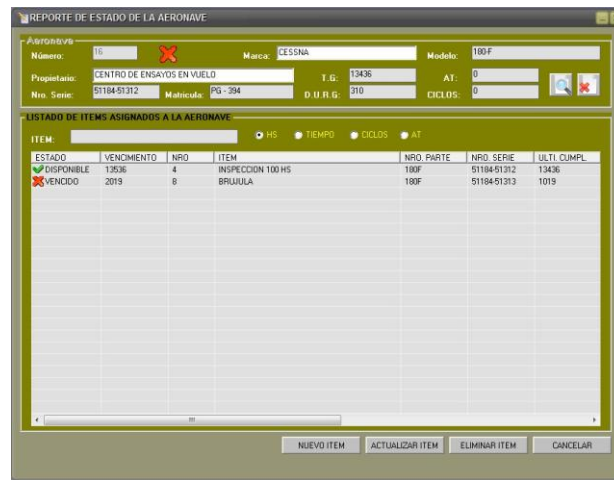 REPORTE DE ESTADO DE LA AERONAVE
Aeronave
Número: 16 Marca: CESSNA Modelo: 180-F
Propietario: CENTRO DE ENSAYOS EN VUELO T.G: 13436 AT: 0
Nro. Serie: 51184-51312 Matricula: PG - 394 D.U.R.G: 310 CICLOS: 0
LISTADO DE ITEMS ASIGNADOS A LA AERONAVE
ITEM: HS TIEMPO CICLOS AT
ESTADO VENCIMIENTO NRO ITEM NRO. PARTE NRO. SERIE ULTI. CUMPL.
DISPONIBLE 13536 4 INSPECCION 100 HS 180F 51184-51312 13436
VENCIDO 2019 8 BRUJULA 180F 51184-51313 1019
NUEVO ITEM ACTUALIZAR ITEM ELIMINAR ITEM CANCELAR